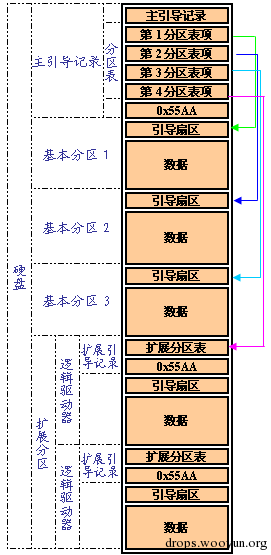 主引导记录
第 1 分区表项
第 2 分区表项
第 3 分区表项
第 4 分区表项
0x55AA
主引导记录
分区表
引导扇区
数据
基本分区 1
引导扇区
数据
基本分区 2
引导扇区
数据
基本分区 3
硬盘
扩展分区表
0x55AA
扩展引导记录
引导扇区
数据
逻辑驱动器
扩展分区
扩展分区表
0x55AA
扩展引导记录
引导扇区
数据
逻辑驱动器
drops.wooyun.org